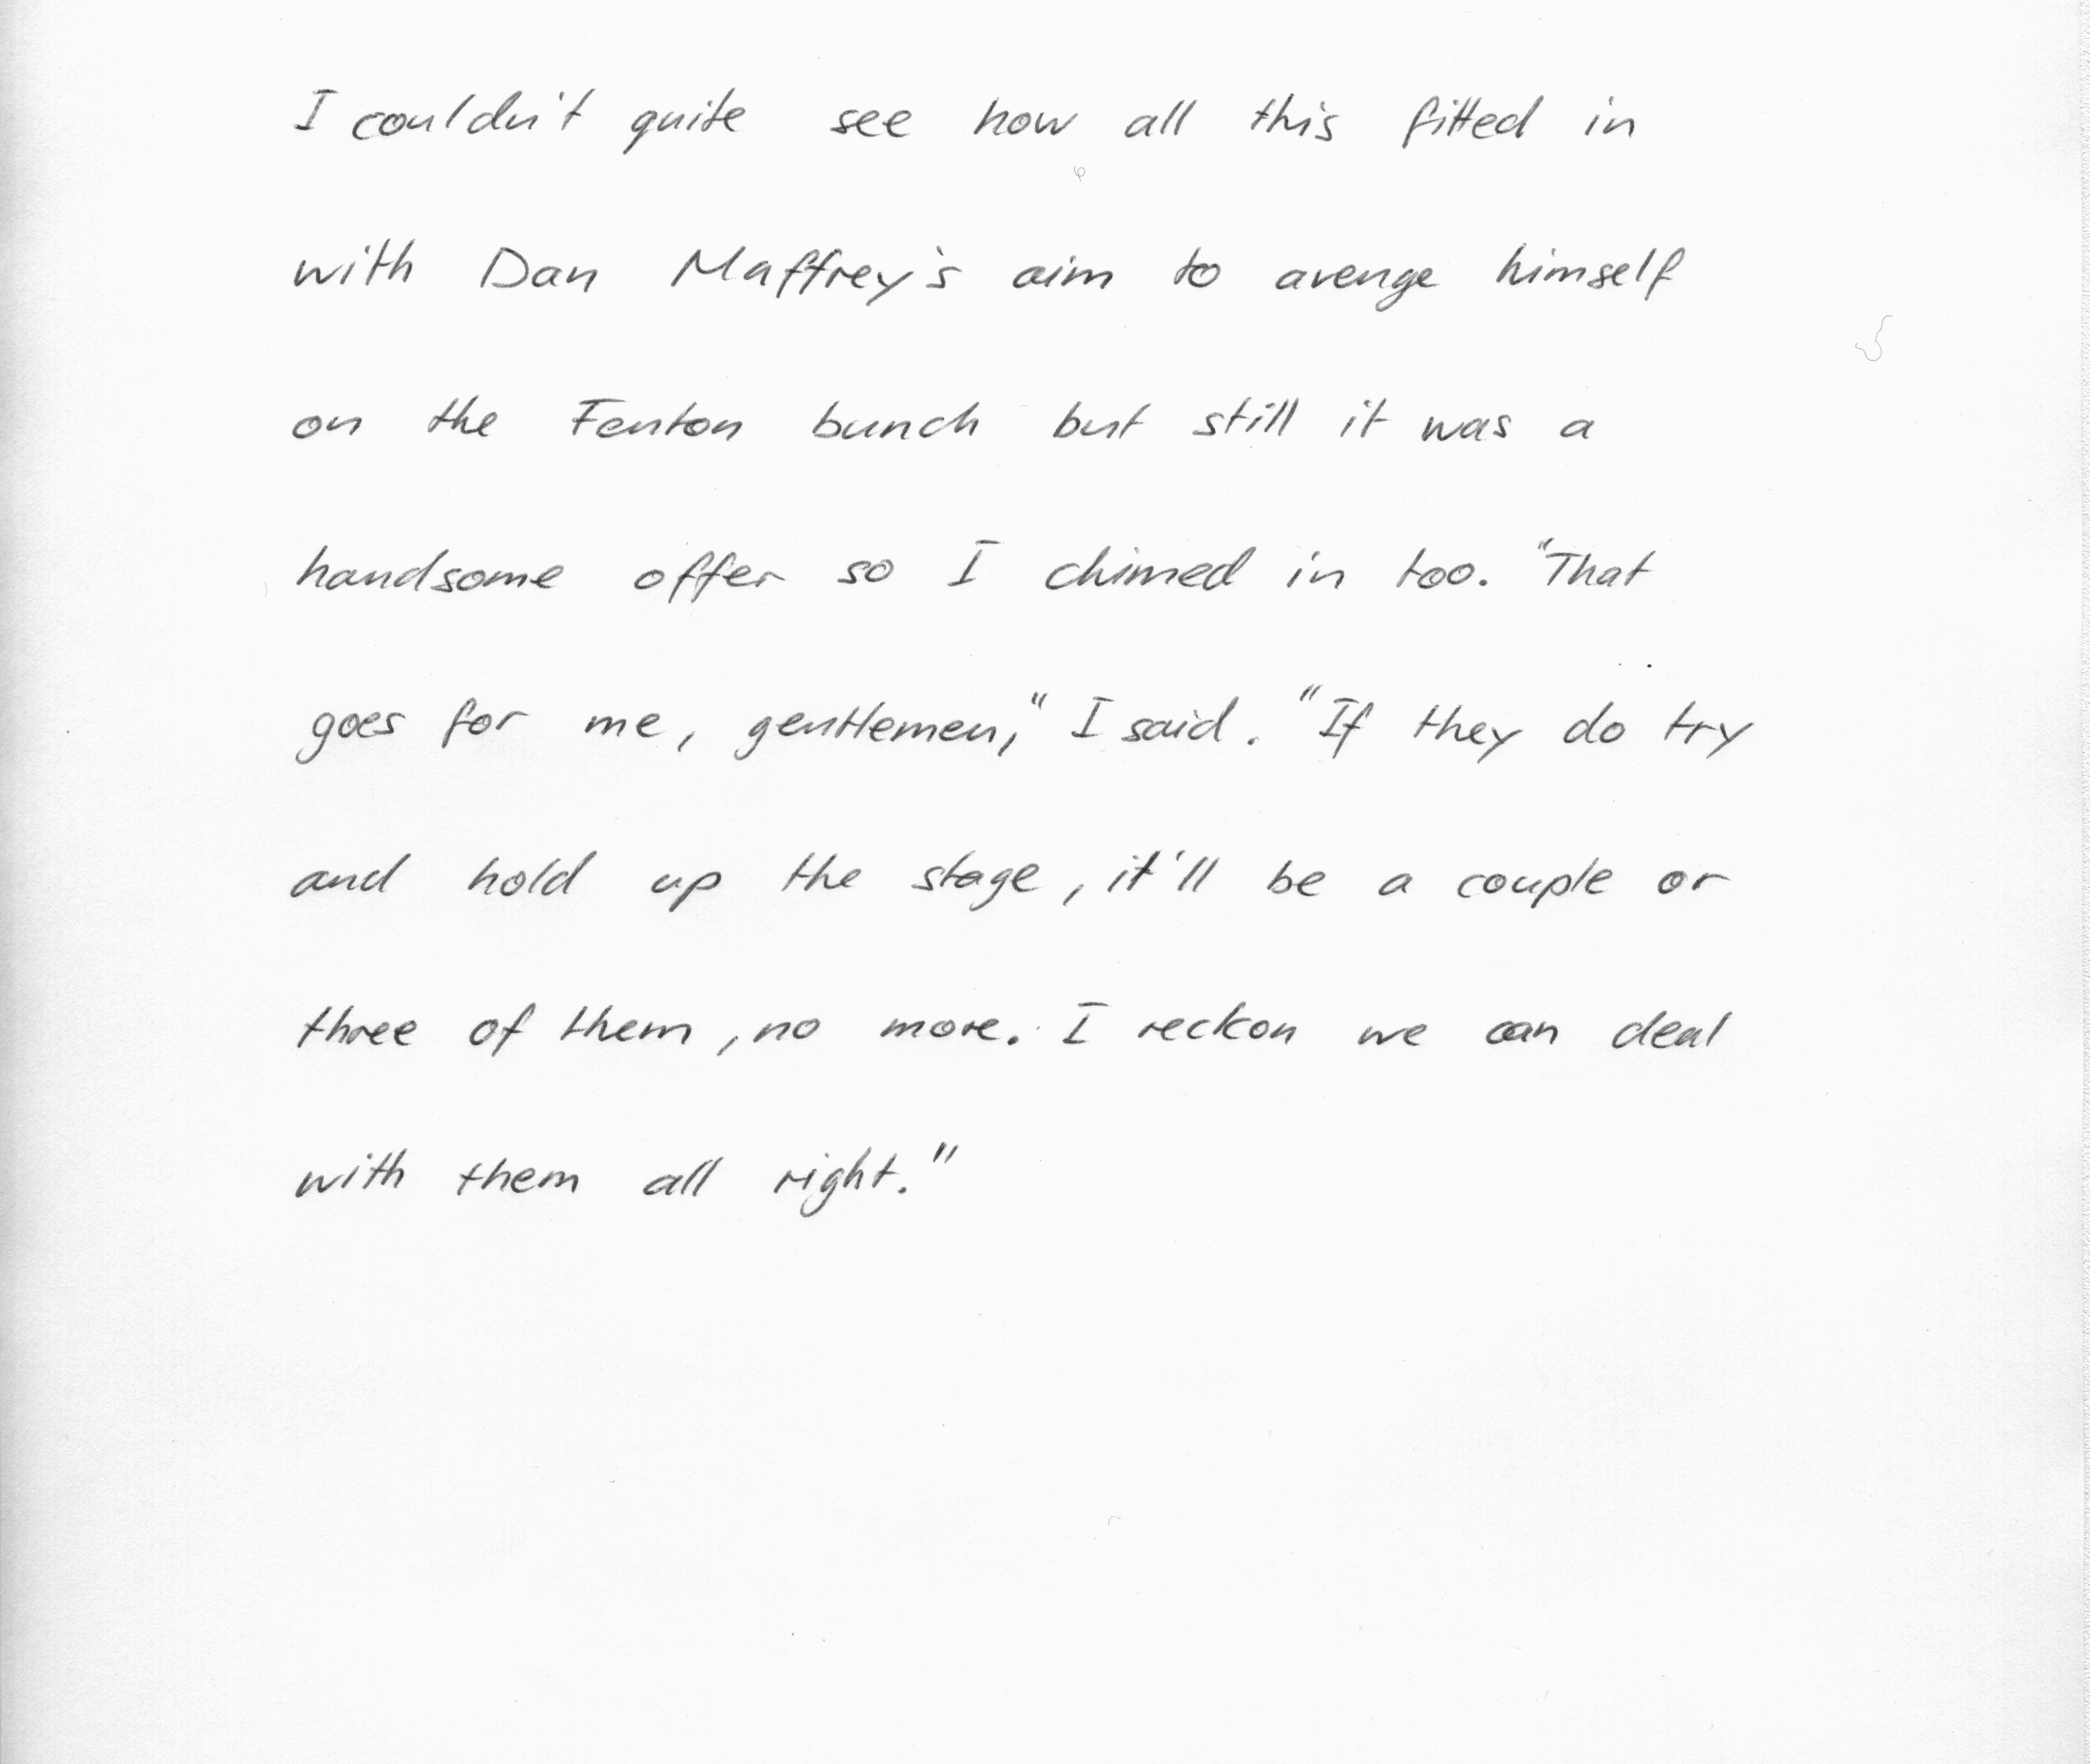 I couldn't quite see how all this fitted in
with Dan Maffrey's aim to avenge himself
on the Fenton bunch but still it was a
handsome offer so I chimed in too. "That
goes for me, gentlemen," I said. "If they do try
and hold up the stage, it'll be a couple or
three of them, no more. I reckon we can deal
with them all right."